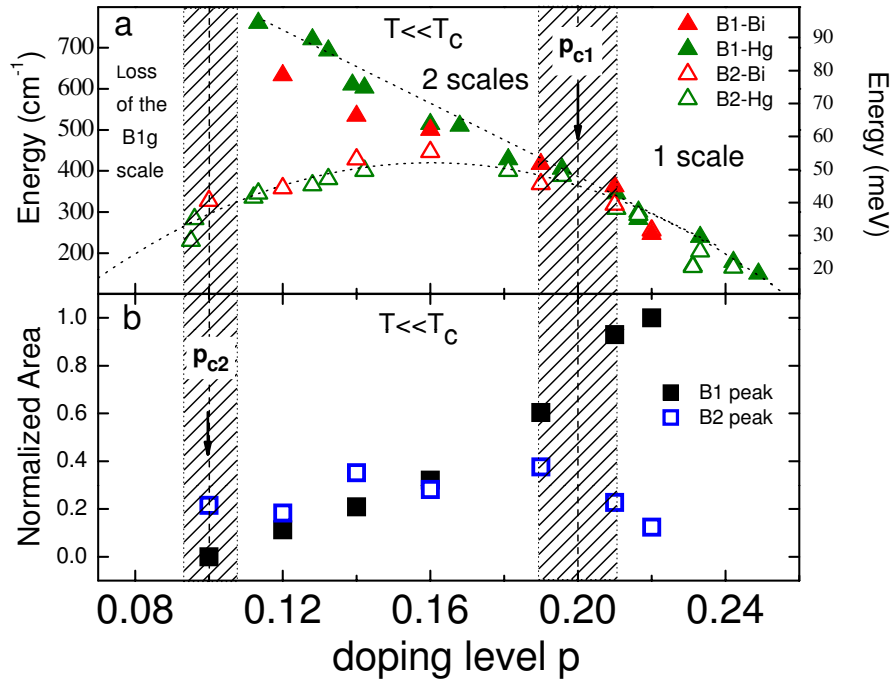 a
T<<Tc
pc1
B1-Bi
B1-Hg
B2-Bi
B2-Hg
Loss
of the
B1g
scale
2 scales
1 scale
Energy (cm-1)
700
600
500
400
300
200
Energy (meV)
90
80
70
60
50
40
30
20
b
T<<Tc
pc2
B1 peak
B2 peak
Normalized Area
1.0
0.8
0.6
0.4
0.2
0.0
0.08
0.12
0.16
0.20
0.24
doping level p